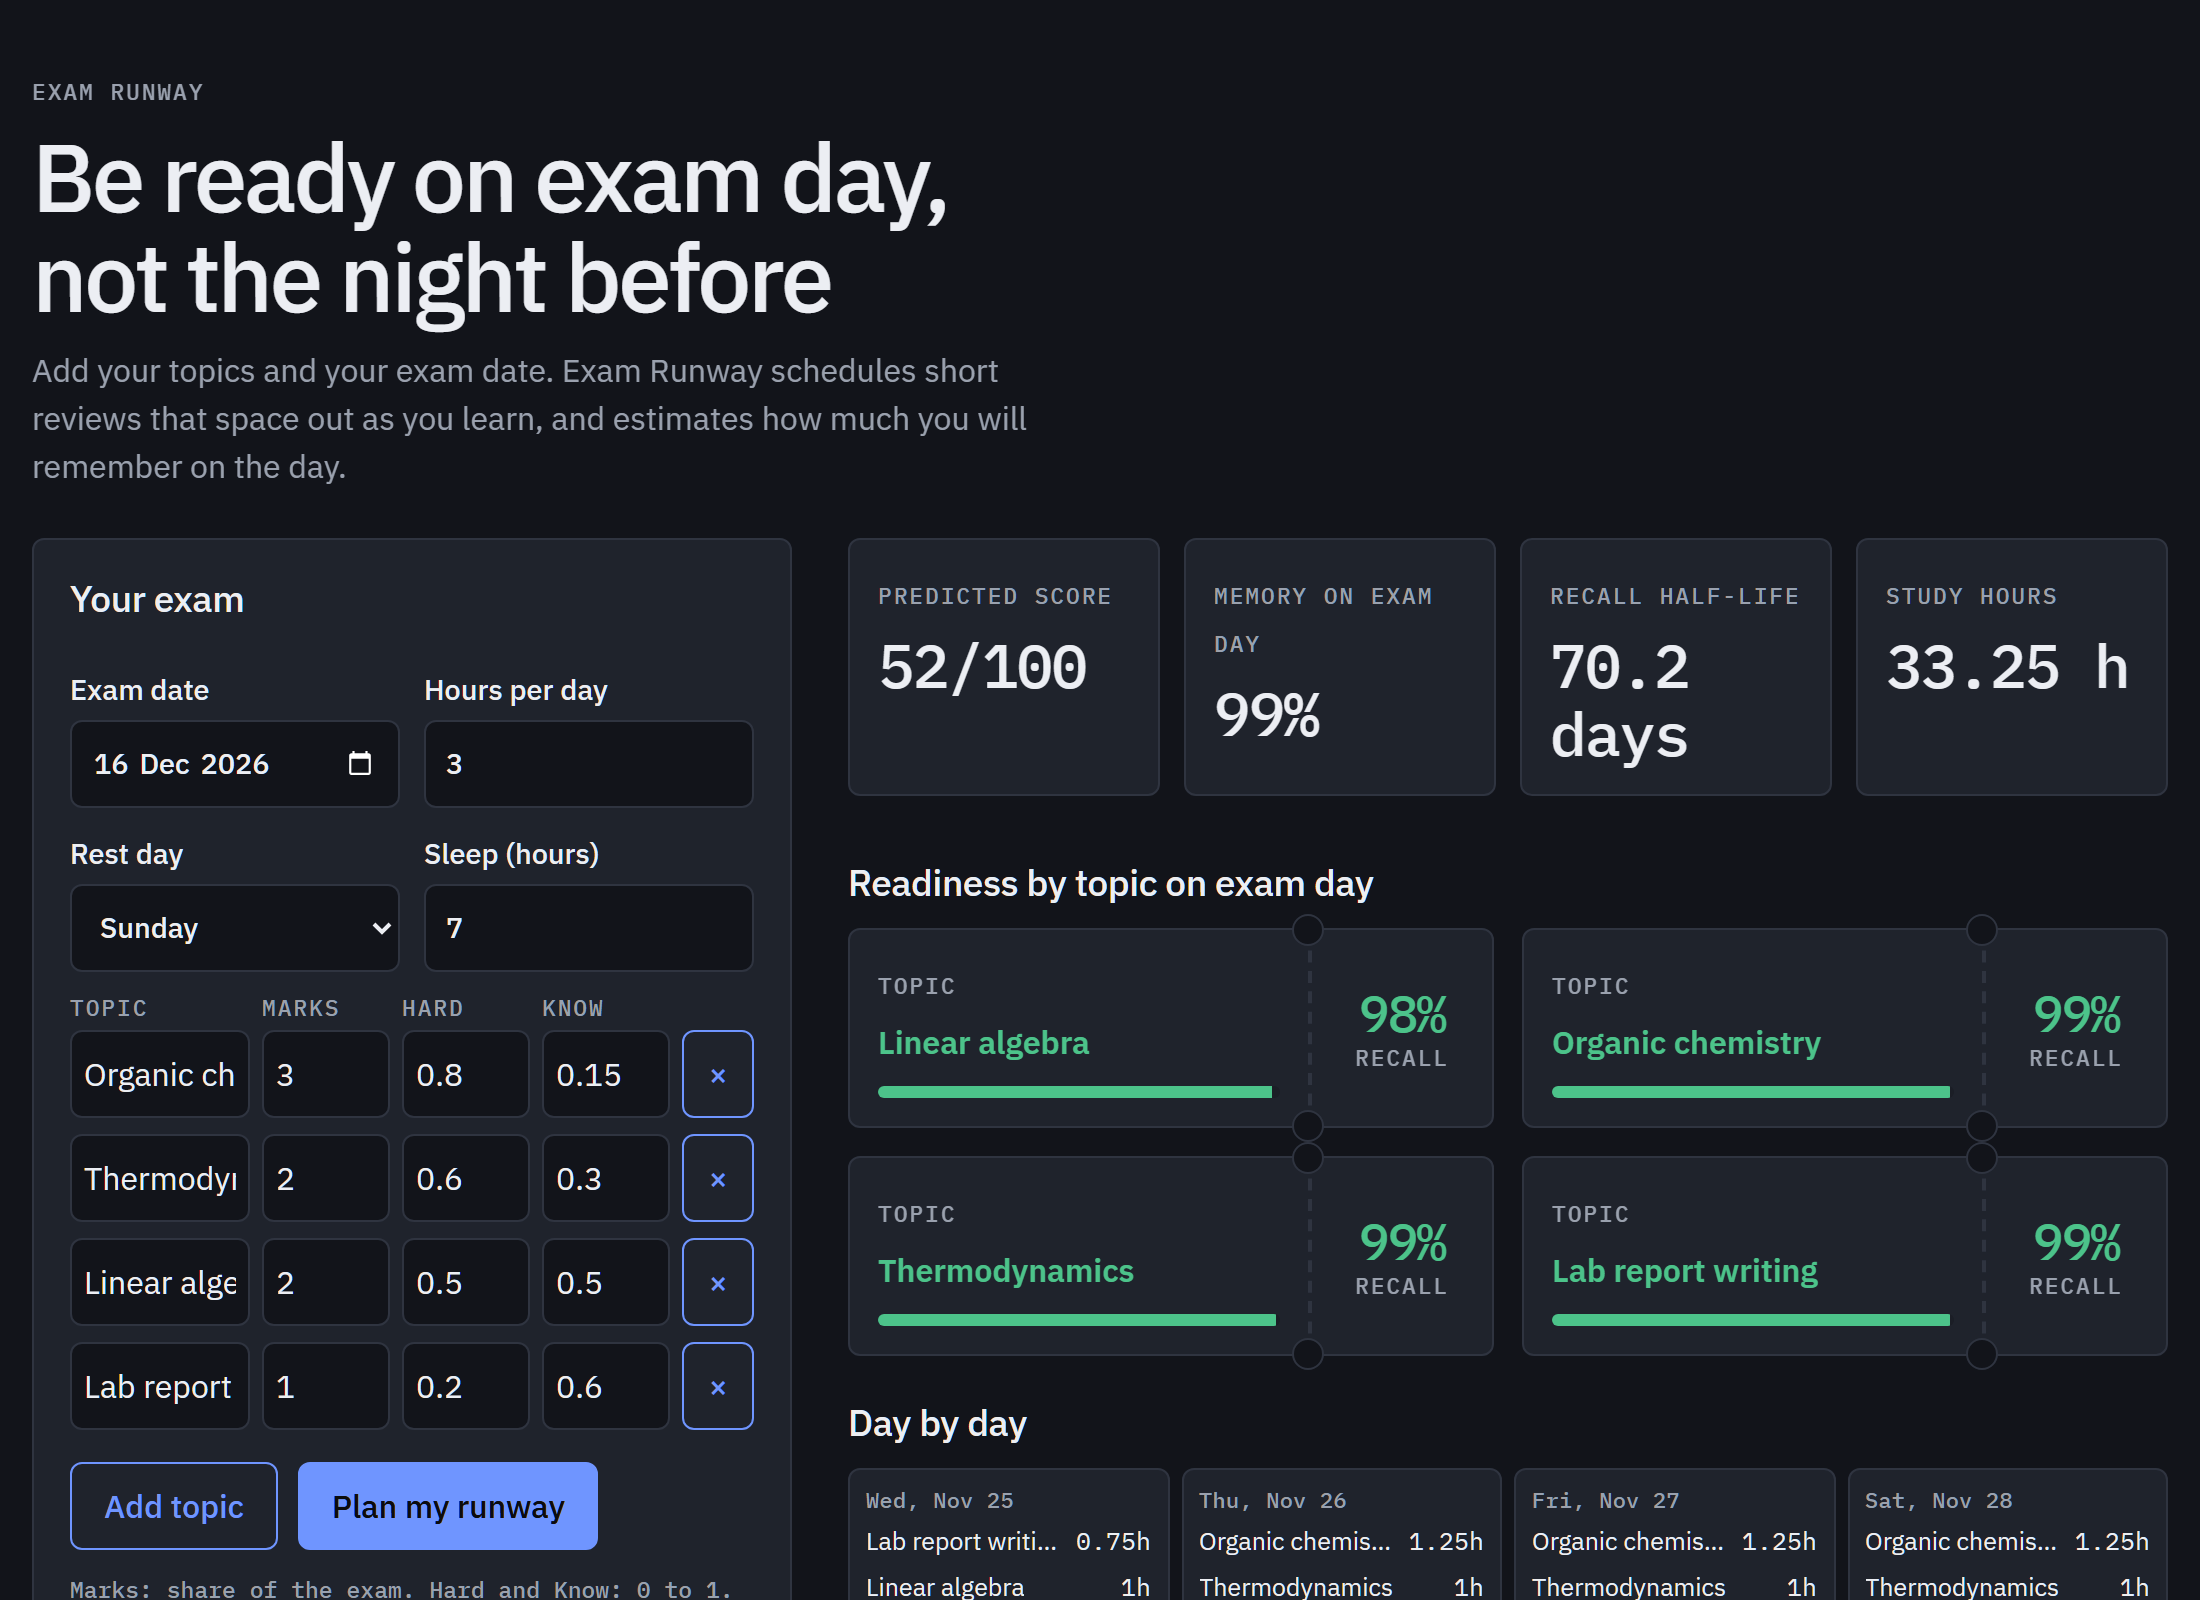 EXAM RUNWAY
Be ready on exam day,
not the night before
Add your topics and your exam date. Exam Runway schedules short
reviews that space out as you learn, and estimates how much you will
remember on the day.
Your exam
Exam date
Hours per day
16 Dec 2026
3
Rest day
Sleep (hours)
Sunday
7
TOPIC MARKS HARD KNOW
Organic ch 3 0.8 0.15 ×
Thermody 2 0.6 0.3 ×
Linear alge 2 0.5 0.5 ×
Lab report 1 0.2 0.6 ×
Add topic
Plan my runway
Marks: share of the exam. Hard and Know: 0 to 1.
PREDICTED SCORE
52/100
MEMORY ON EXAM
DAY
99%
RECALL HALF-LIFE
70.2
days
STUDY HOURS
33.25 h
Readiness by topic on exam day
TOPIC
Linear algebra
98%
RECALL
TOPIC
Organic chemistry
99%
RECALL
TOPIC
Thermodynamics
99%
RECALL
TOPIC
Lab report writing
99%
RECALL
Day by day
Wed, Nov 25
Lab report writi... 0.75h
Linear algebra 1h
Thu, Nov 26
Organic chemis... 1.25h
Thermodynamics 1h
Fri, Nov 27
Organic chemis... 1.25h
Thermodynamics 1h
Sat, Nov 28
Organic chemis... 1.25h
Thermodynamics 1h